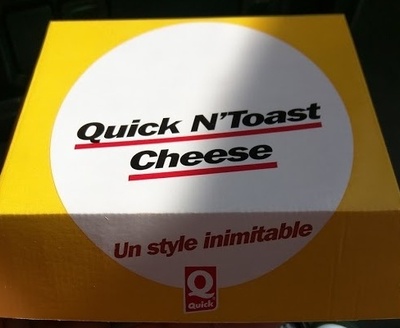 Quick N'Toast
Cheese
Un style inimitable
Q
Quick